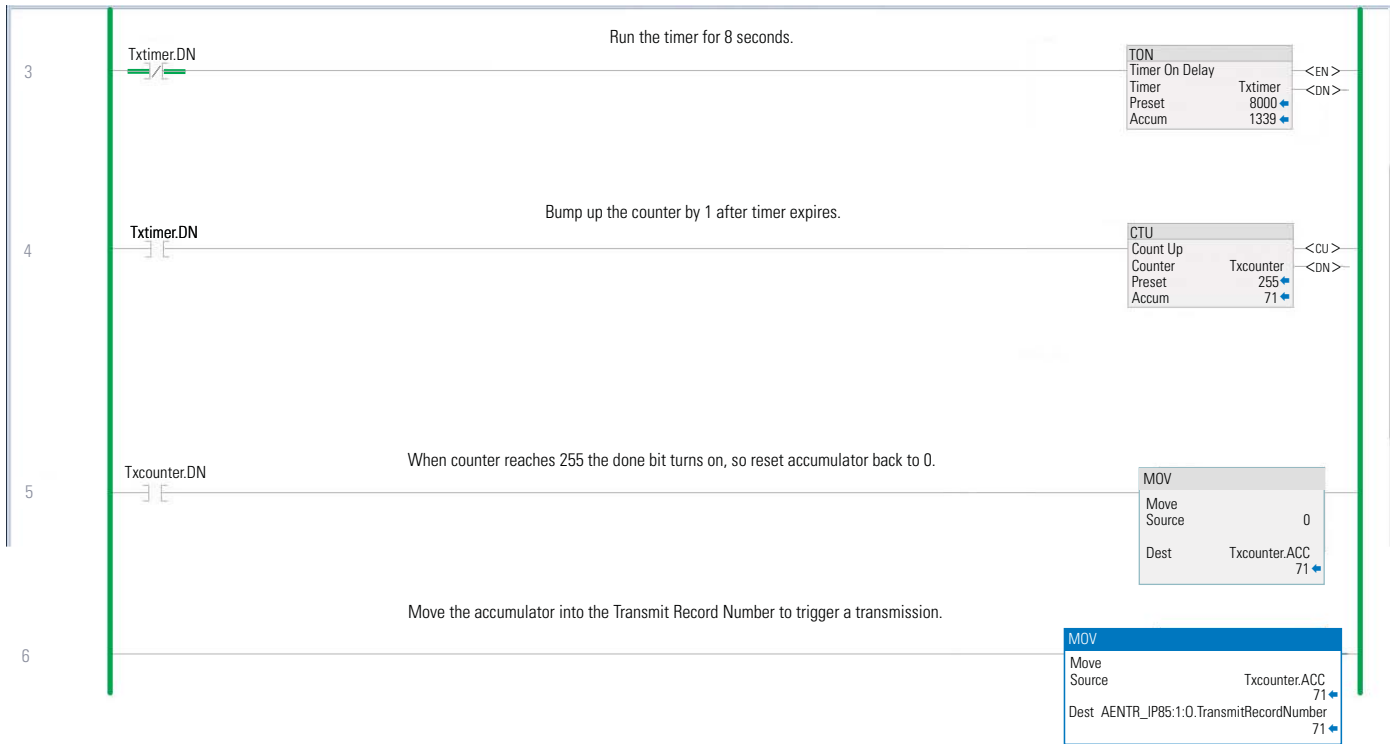 Run the timer for 8 seconds.
3
Txtimer.DN
TON
Timer On Delay
Timer Txtimer
Preset 8000
Accum 1339
<EN>
<DN>
Bump up the counter by 1 after timer expires.
4
Txtimer.DN
CTU
Count Up
Counter Txcounter
Preset 255
Accum 71
<CU>
<DN>
When counter reaches 255 the done bit turns on, so reset accumulator back to 0.
5
Txcounter.DN
MOV
Move
Source 0
Dest Txcounter.ACC
71
Move the accumulator into the Transmit Record Number to trigger a transmission.
6
MOV
Move
Source Txcounter.ACC
71
Dest AENTR_IP85:1:O.TransmitRecordNumber
71